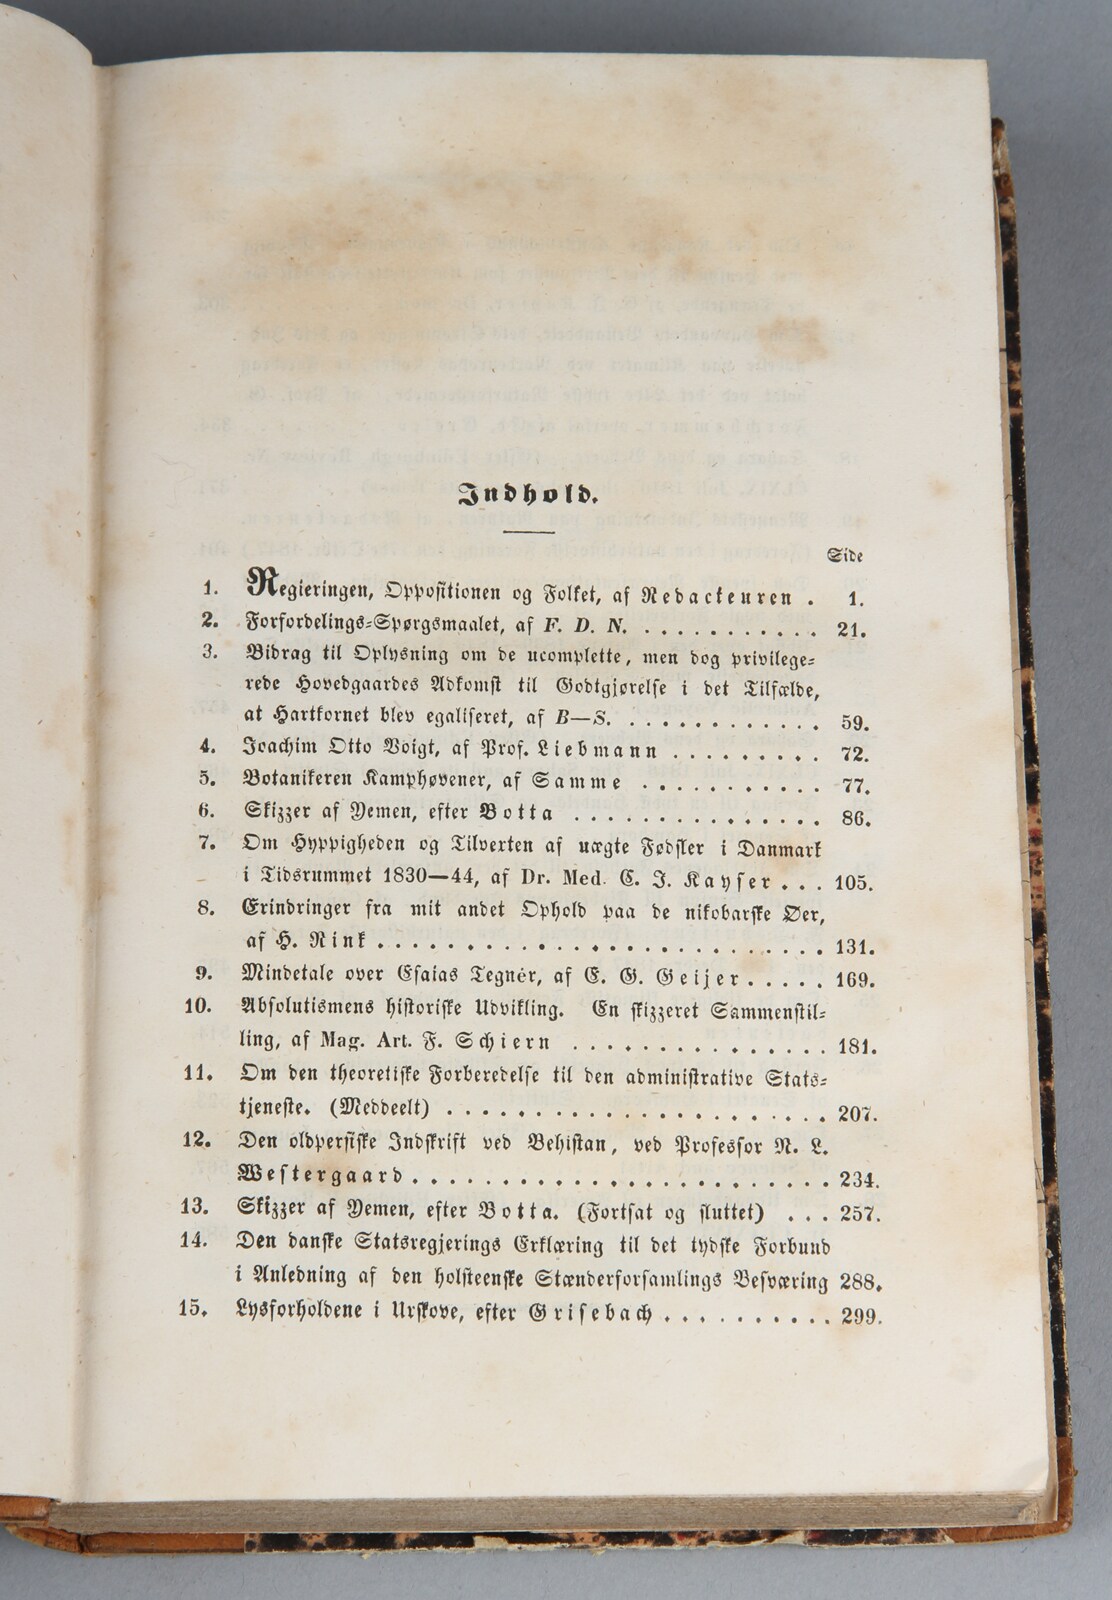 Indhold.
Side
1. Regieringen, Oppositionen og Folket, af Redacteuren . 1.
2. Forfordelings-Spørgsmaalet, af F. D. N. . . . . . . . . . . . 21.
3. Bidrag til Oplysning om de ucomplette, men dog privilege-
rede Hovedgaardes Adkomst til Godtgjørelse i det Tilfælde,
at Hartkornet blev egaliseret, af B—S. . . . . . . . . . . . . 59.
4. Joachim Otto Voigt, af Prof. Liebmann . . . . . . . . . 72.
5. Botanikeren Kamphøvener, af Samme . . . . . . . . . . . 77.
6. Skizzer af Yemen, efter Botta . . . . . . . . . . . . . . . 86.
7. Om Hyppigheden og Tilvexten af uægte Fødsler i Danmark
i Tidsrummet 1830—44, af Dr. Med. C. J. Kayser . . . 105.
8. Erindringer fra mit andet Ophold paa de nikobarske Øer,
af H. Rink . . . . . . . . . . . . . . . . . . . . . . . . . . . . 131.
9. Mindetale over Esaias Tegnér, af E. G. Geijer . . . . . 169.
10. Absolutismens historiske Udvikling. En skizzeret Sammenstil-
ling, af Mag. Art. F. Schiern . . . . . . . . . . . . . . . 181.
11. Om den theoretiske Forberedelse til den administrative Stats-
tjeneste. (Meddeelt) . . . . . . . . . . . . . . . . . . . . . . . 207.
12. Den oldpersiske Indskrift ved Behistan, ved Professor N. L.
Westergaard . . . . . . . . . . . . . . . . . . . . . . . . . 234.
13. Skizzer af Yemen, efter Botta. (Fortsat og sluttet) . . . 257.
14. Den danske Statsregjerings Erklæring til det tydske Forbund
i Anledning af den holsteenske Stænderforsamlings Besværing 288.
15. Lysforholdene i Urskove, efter Grisebach . . . . . . . . . . 299.